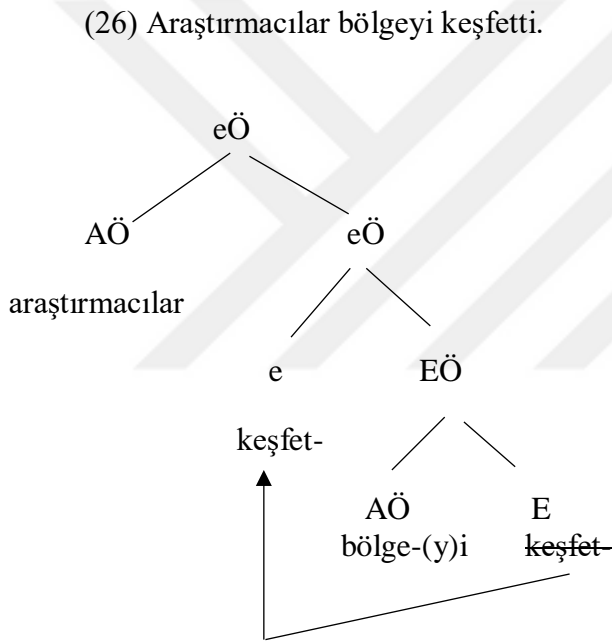 (26) Araştırmacılar bölgeyi keşfetti.
eÖ
AÖ eÖ
araştırmacılar
e EÖ
keşfet-
AÖ E
bölge-(y)i keşfet-